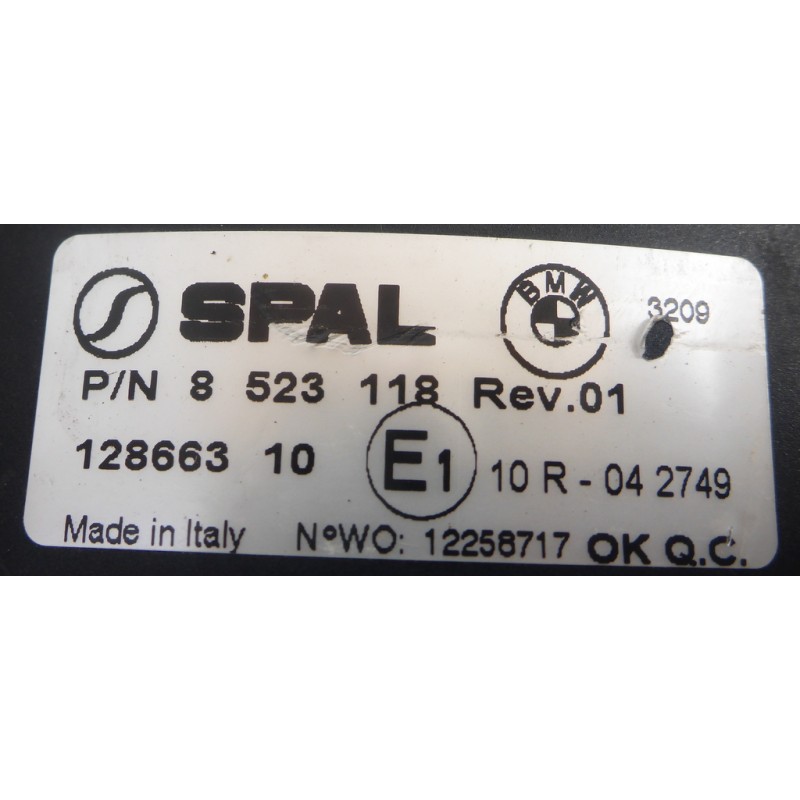 SPAL BMW 3209
P/N 8 523 118 Rev.01
128663 10 E1 10 R - 04 2749
Made in Italy N°WO: 12258717 OK Q.C.